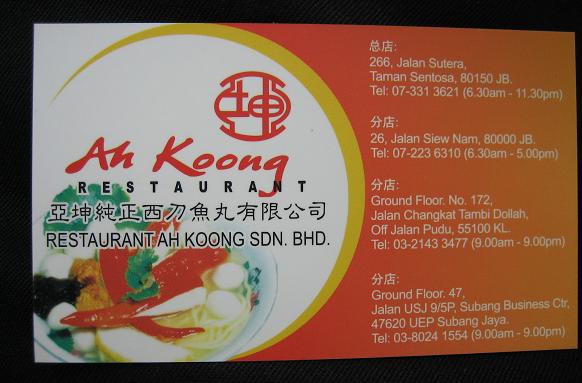 坤
Ah Koong
RESTAURANT
亞坤純正西刀魚丸有限公司
RESTAURANT AH KOONG SDN. BHD.
总店:
266, Jalan Sutera,
Taman Sentosa, 80150 JB.
Tel: 07-331 3621 (6.30am - 11.30pm)
分店:
26, Jalan Siew Nam, 80000 JB.
Tel: 07-223 6310 (6.30am - 5.00pm)
分店:
Ground Floor. No. 172,
Jalan Changkat Tambi Dollah,
Off Jalan Pudu, 55100 KL.
Tel: 03-2143 3477 (9.00am - 9.00pm)
分店:
Ground Floor. 47,
Jalan USJ 9/5P, Subang Business Ctr,
47620 UEP Subang Jaya.
Tel: 03-8024 1554 (9.00am - 9.00pm)